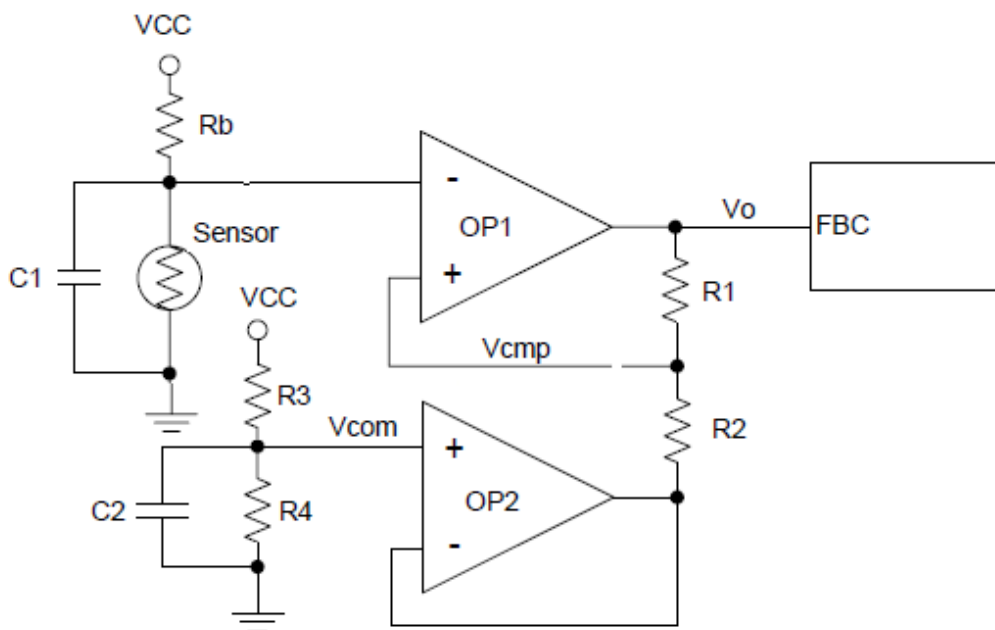 VCC
Rb
-
OP1
+
Vo
FBC
Sensor
C1
VCC
R1
Vcmp
R3
R2
Vcom
+
OP2
-
C2
R4